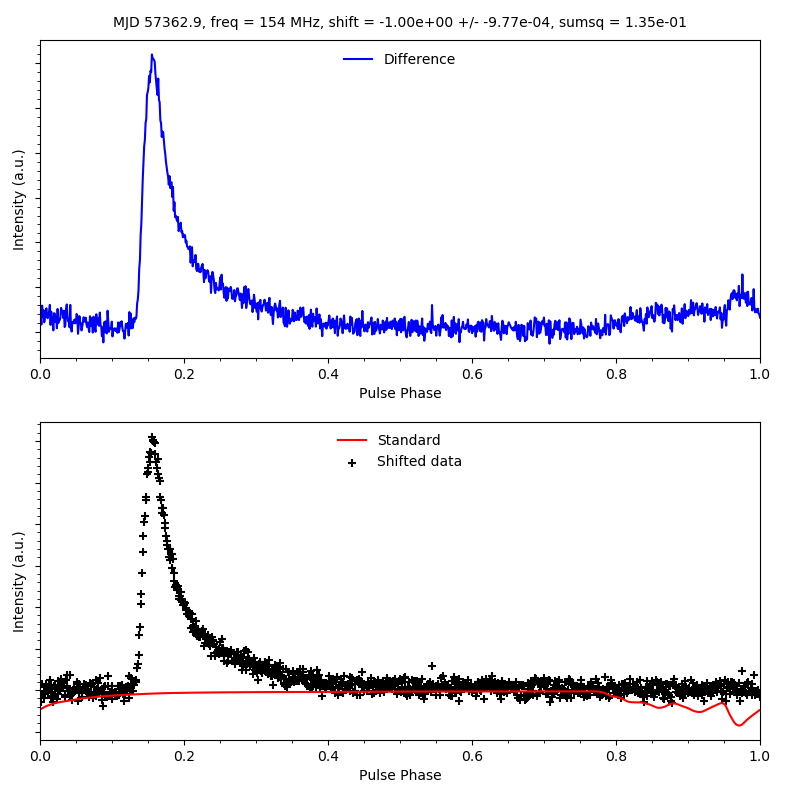 MJD 57362.9, freq = 154 MHz, shift = -1.00e+00 +/- -9.77e-04, sumsq = 1.35e-01
Difference
Intensity (a.u.)
0.0 0.2 0.4 0.6 0.8 1.0
Pulse Phase
Standard
Shifted data
Intensity (a.u.)
0.0 0.2 0.4 0.6 0.8 1.0
Pulse Phase